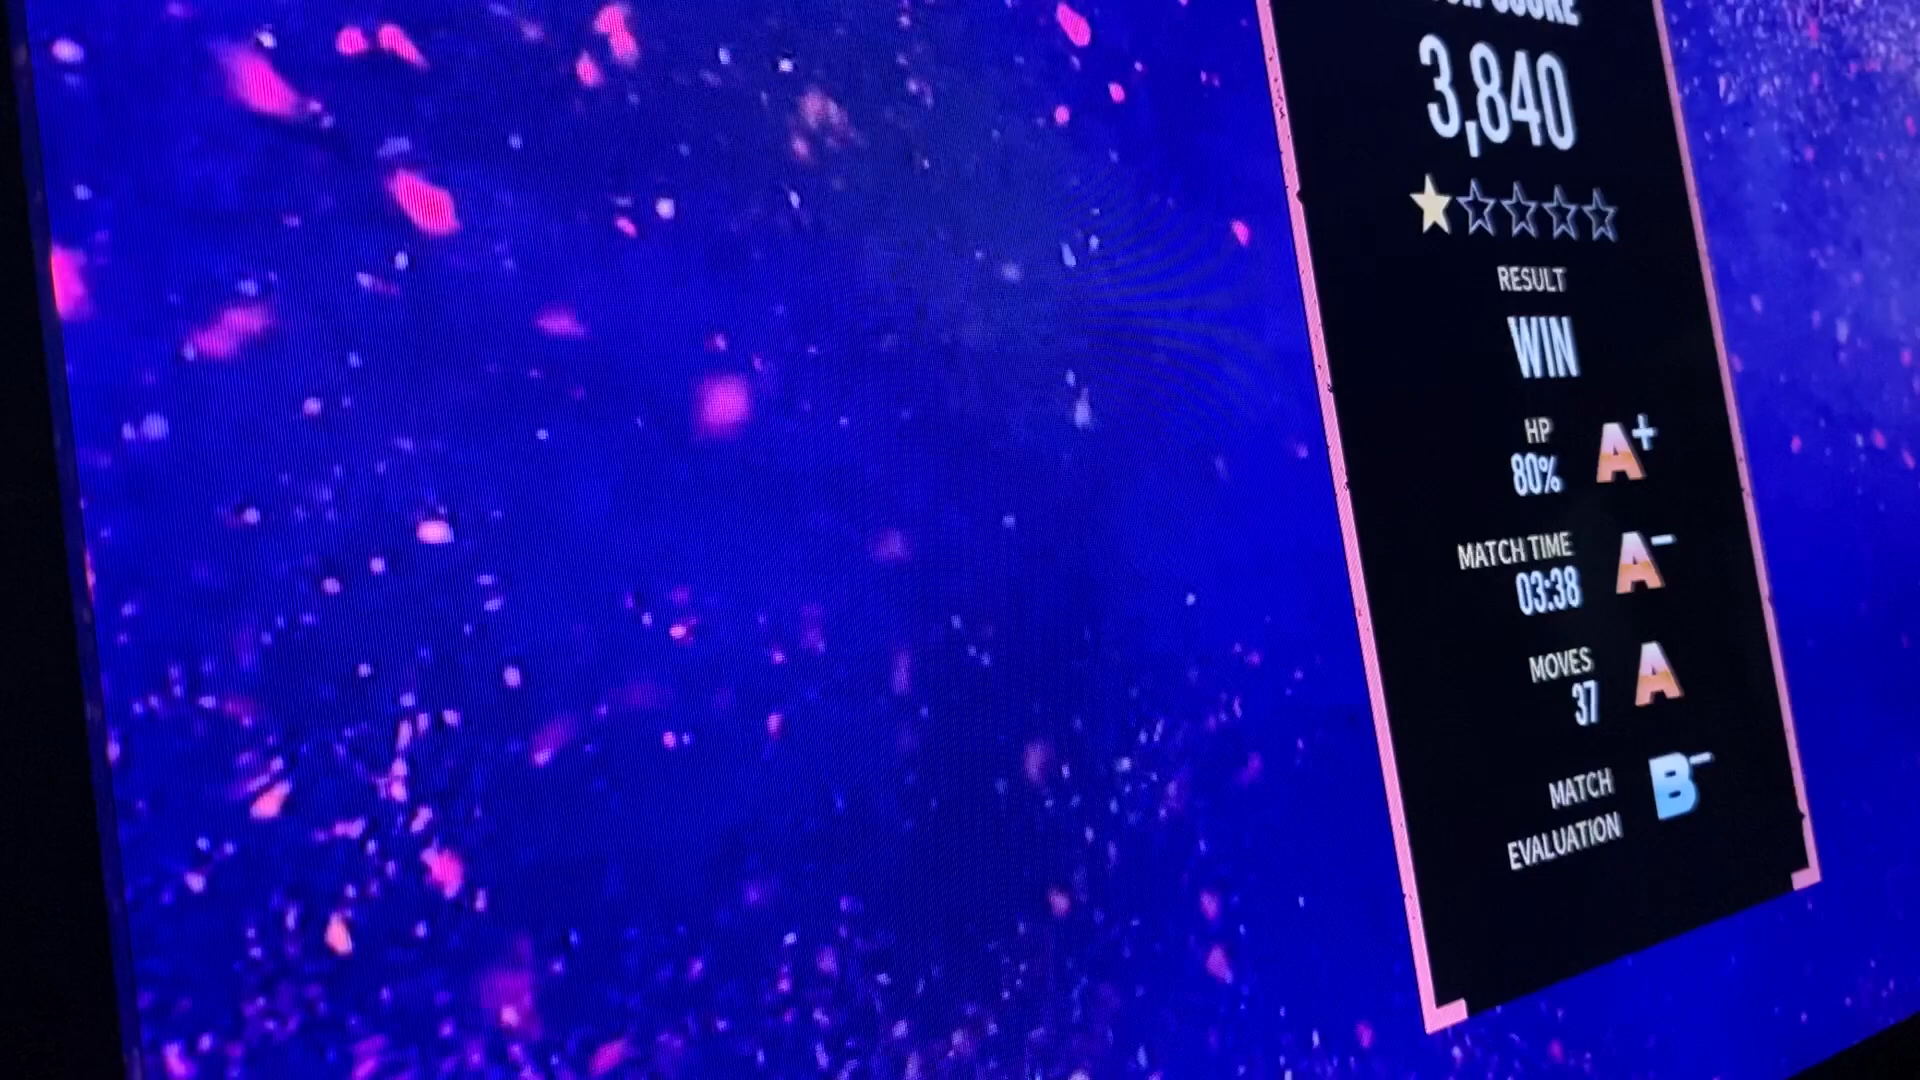 3,840
RESULT
WIN
HP
80%
A+
MATCH TIME
03:38
A-
MOVES
37
A
MATCH
EVALUATION
B-